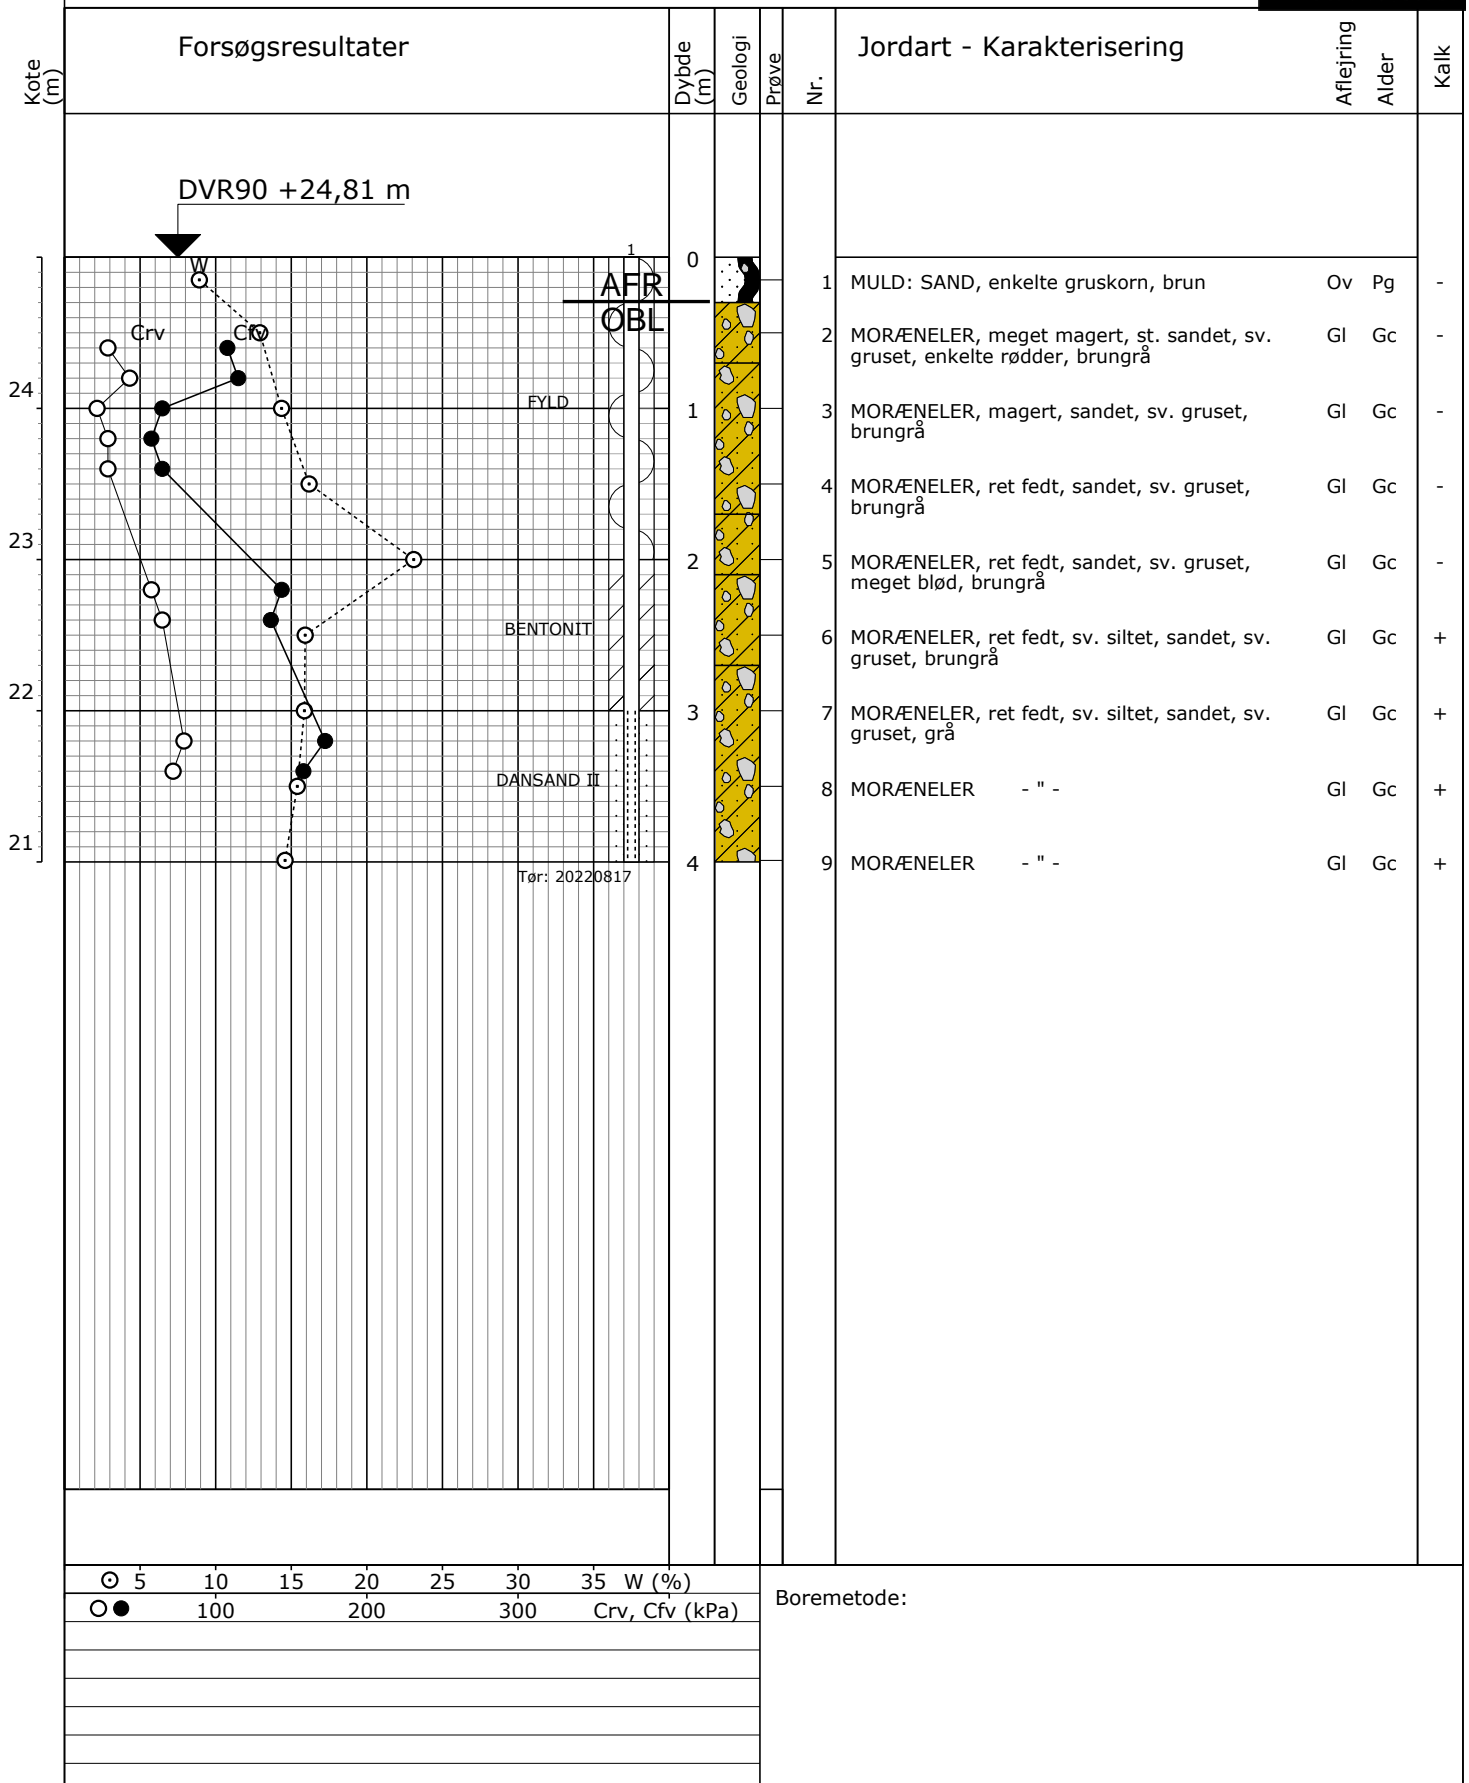 Kote (m)
Forsøgsresultater
Dybde (m)
Geologi
Prøve
Nr.
Jordart - Karakterisering
Aflejring
Alder
Kalk
DVR90 +24,81 m
1
W
Crv
Cfv
AFR
OBL
FYLD
BENTONIT
DANSAND II
Tør: 20220817
24
23
22
21
0
1
2
3
4
1 MULD: SAND, enkelte gruskorn, brun Ov Pg -
2 MORÆNELER, meget magert, st. sandet, sv. Gl Gc -
gruset, enkelte rødder, brungrå
3 MORÆNELER, magert, sandet, sv. gruset, Gl Gc -
brungrå
4 MORÆNELER, ret fedt, sandet, sv. gruset, Gl Gc -
brungrå
5 MORÆNELER, ret fedt, sandet, sv. gruset, Gl Gc -
meget blød, brungrå
6 MORÆNELER, ret fedt, sv. siltet, sandet, sv. Gl Gc +
gruset, brungrå
7 MORÆNELER, ret fedt, sv. siltet, sandet, sv. Gl Gc +
gruset, grå
8 MORÆNELER - " - Gl Gc +
9 MORÆNELER - " - Gl Gc +
5 10 15 20 25 30 35 W (%)
100 200 300 Crv, Cfv (kPa)
Boremetode: